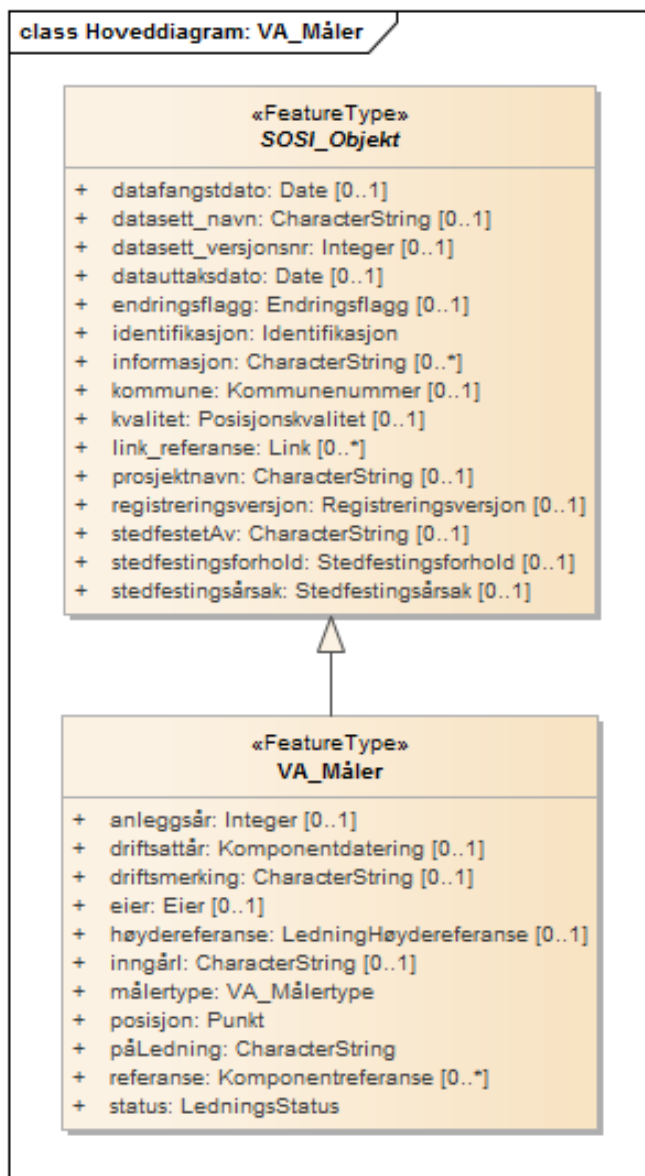 class Hoveddiagram: VA_Måler
«FeatureType»
SOSI_Objekt
+ datafangstdato: Date [0..1]
+ datasett_navn: CharacterString [0..1]
+ datasett_versjonsnr: Integer [0..1]
+ datauttaksdato: Date [0..1]
+ endringsflagg: Endringsflagg [0..1]
+ identifikasjon: Identifikasjon
+ informasjon: CharacterString [0..*]
+ kommune: Kommunenummer [0..1]
+ kvalitet: Posisjonskvalitet [0..1]
+ link_referanse: Link [0..*]
+ prosjektnavn: CharacterString [0..1]
+ registreringsversjon: Registreringsversjon [0..1]
+ stedfestetAv: CharacterString [0..1]
+ stedfestingsforhold: Stedfestingsforhold [0..1]
+ stedfestingsårsak: Stedfestingsårsak [0..1]
«FeatureType»
VA_Måler
+ anleggsår: Integer [0..1]
+ driftsattår: Komponentdatering [0..1]
+ driftsmerking: CharacterString [0..1]
+ eier: Eier [0..1]
+ høydereferanse: LedningHøydereferanse [0..1]
+ inngårI: CharacterString [0..1]
+ målertype: VA_Målertype
+ posisjon: Punkt
+ påLedning: CharacterString
+ referanse: Komponentreferanse [0..*]
+ status: LedningsStatus